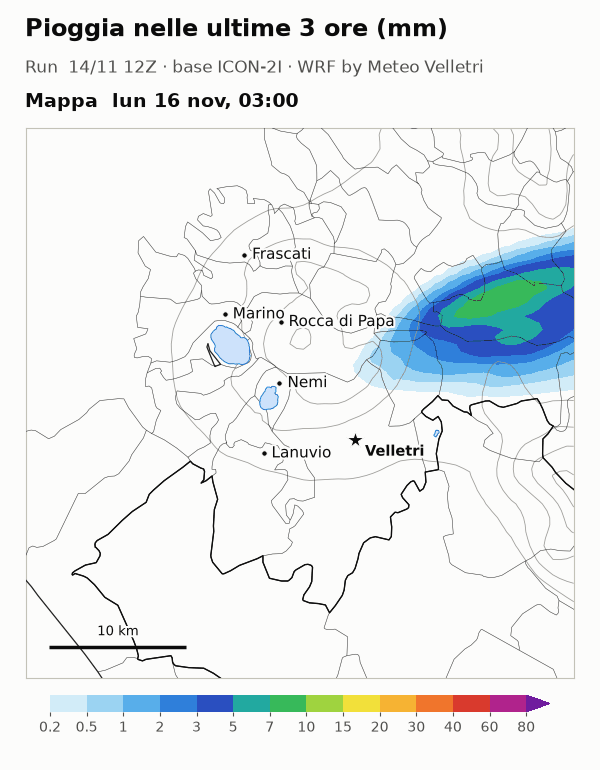 Pioggia nelle ultime 3 ore (mm)
Run  14/11 12Z · base ICON-2I · WRF by Meteo Velletri
Mappa  lun 16 nov, 03:00
Frascati
Marino
Rocca di Papa
Nemi
Velletri
Lanuvio
10 km
0.2 0.5 1 2 3 5 7 10 15 20 30 40 60 80